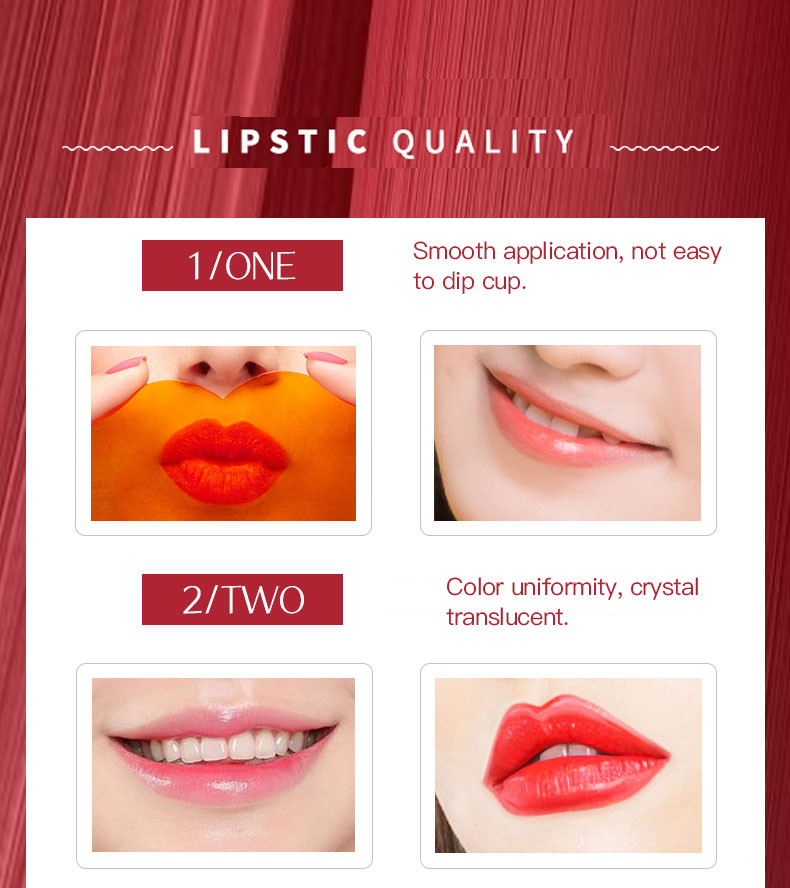 LIPSTIC QUALITY
1/ONE
Smooth application, not easy
to dip cup.
2/TWO
Color uniformity, crystal
translucent.